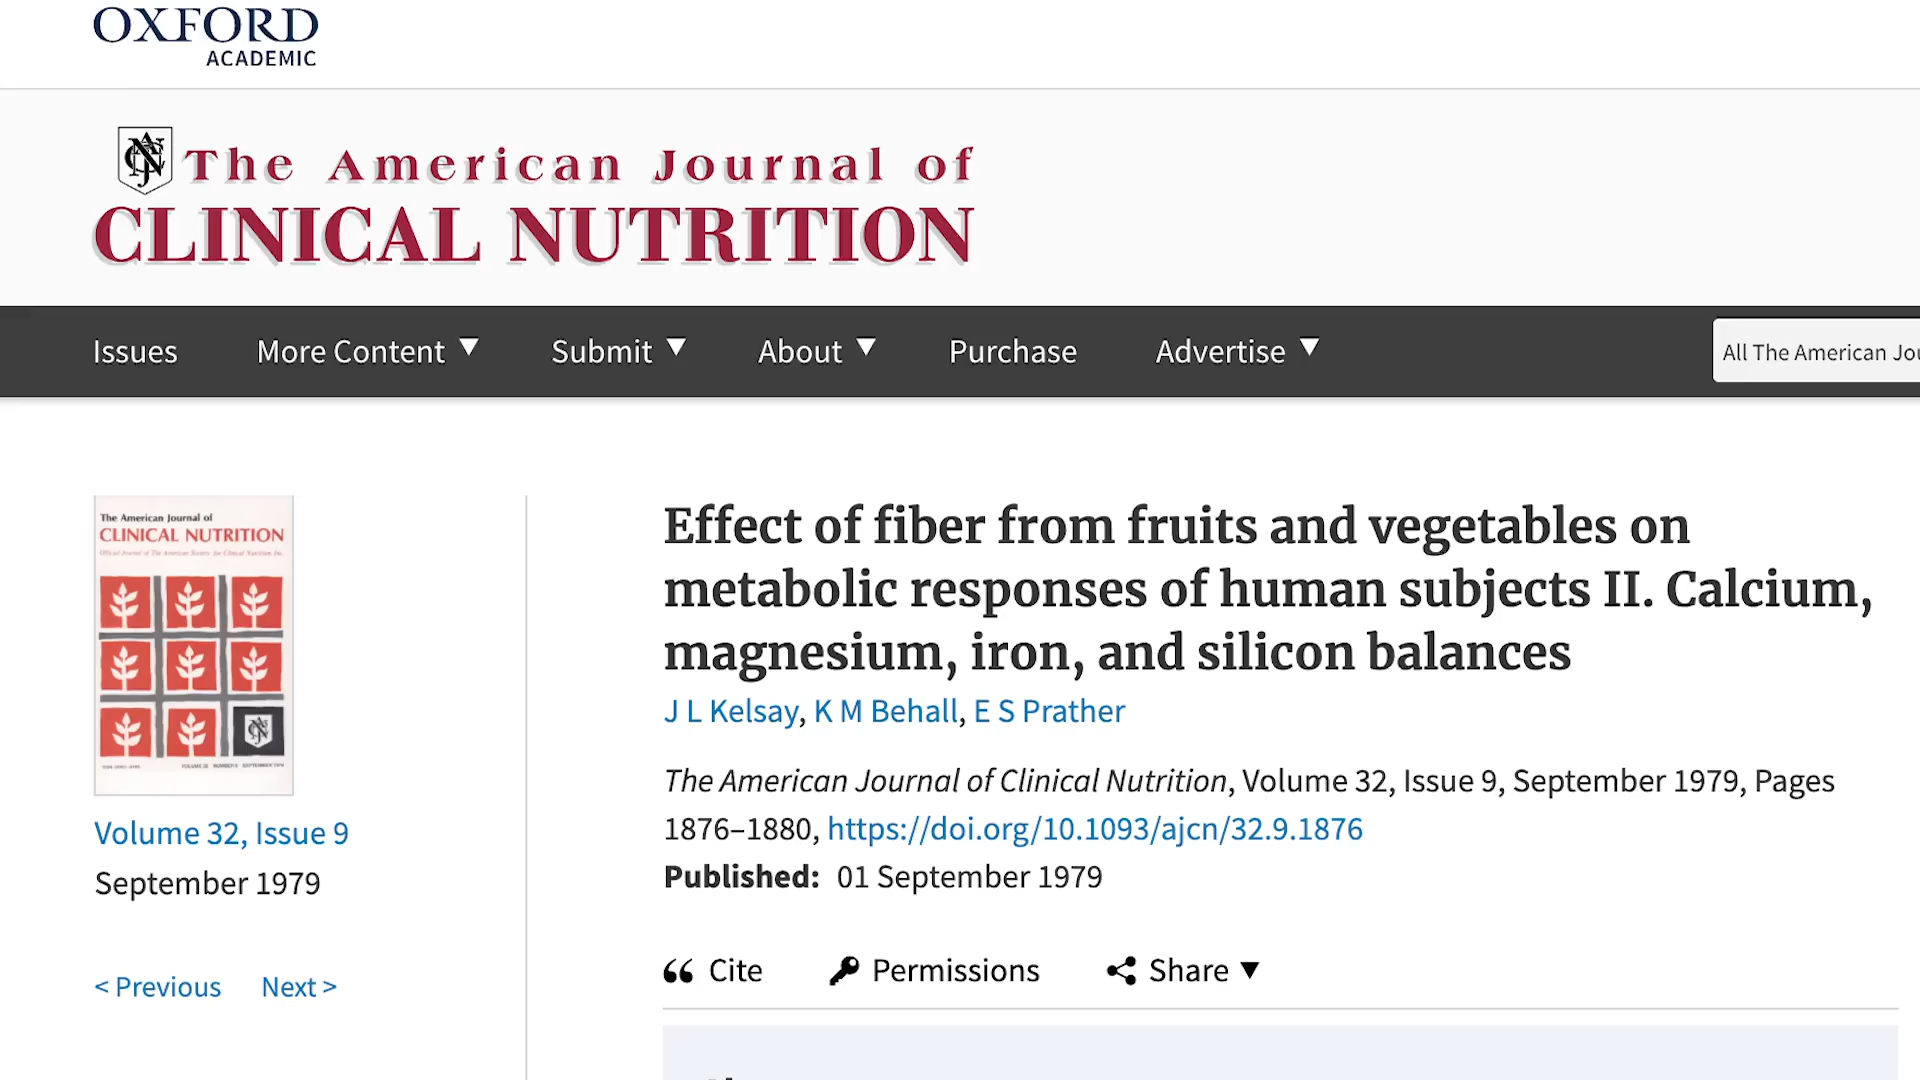 OXFORD
ACADEMIC
The American Journal of
CLINICAL NUTRITION
Issues
More Content
Submit
About
Purchase
Advertise
All The American
The American Journal of
CLINICAL NUTRITION
Effect of fiber from fruits and vegetables on
metabolic responses of human subjects II. Calcium,
magnesium, iron, and silicon balances
J L Kelsay, K M Behall, E S Prather
The American Journal of Clinical Nutrition, Volume 32, Issue 9, September 1979, Pages
1876–1880, https://doi.org/10.1093/ajcn/32.9.1876
Published: 01 September 1979
Volume 32, Issue 9
September 1979
< Previous
Next >
Cite
Permissions
Share